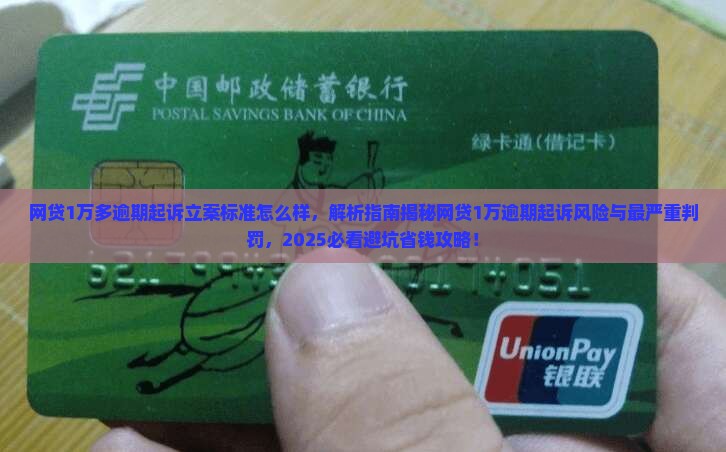 中国邮政储蓄银行
POSTAL SAVINGS BANK OF CHINA
绿卡通(借记卡)
网贷1万多逾期起诉立案标准怎么样，解析指南揭秘网贷1万逾期起诉风险与最严重判
罚，2025必看避坑省钱攻略！
UnionPay
银联